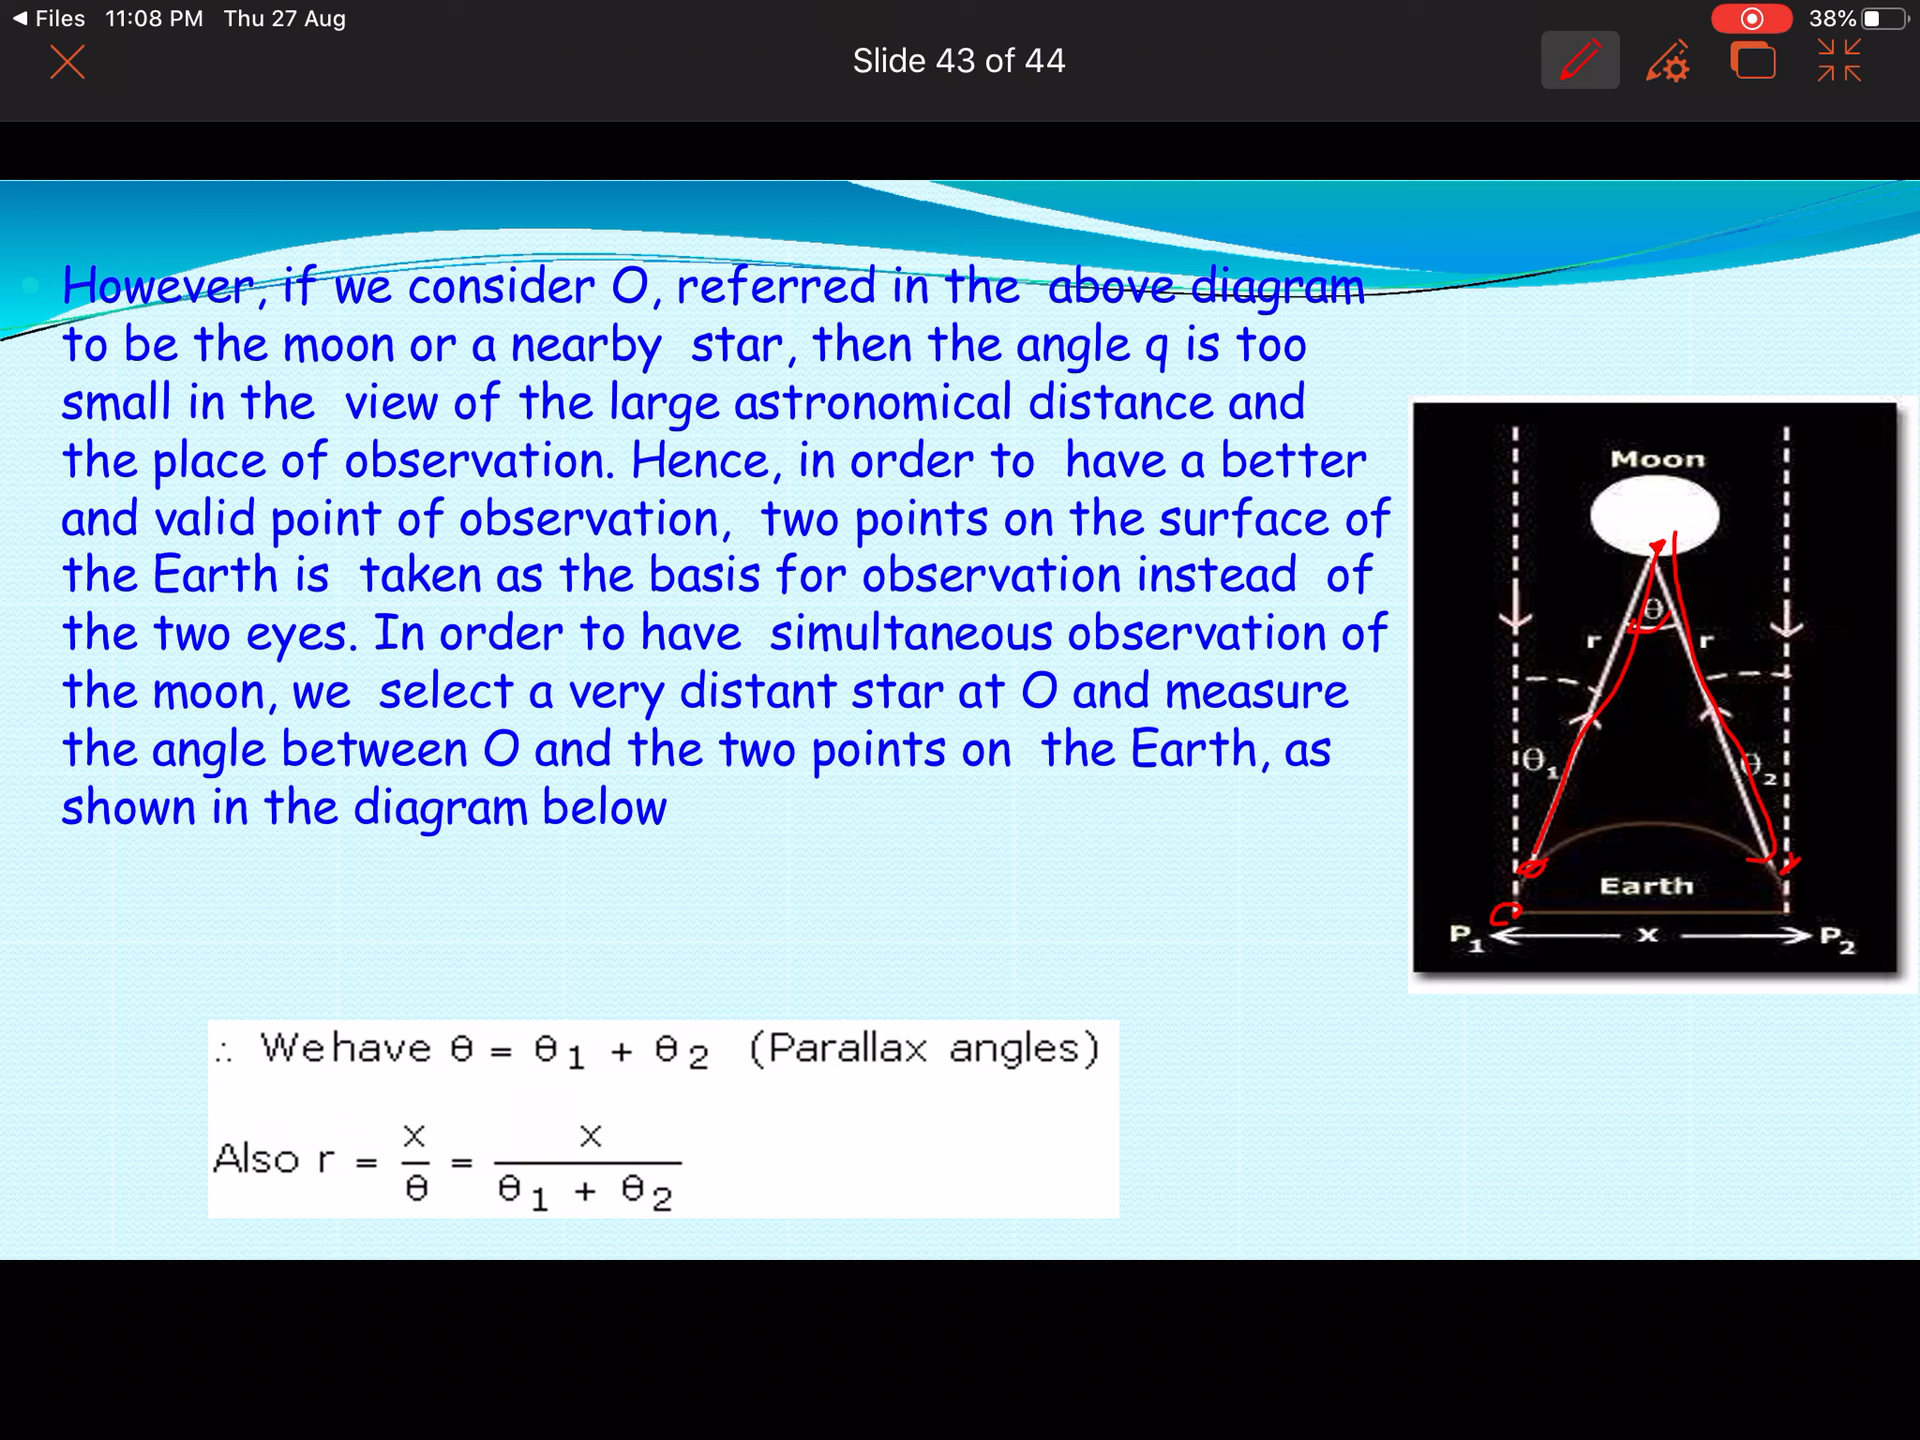 ◀ Files 11:08 PM Thu 27 Aug
38%
Slide 43 of 44
However, if we consider O, referred in the above diagram
to be the moon or a nearby star, then the angle q is too
small in the view of the large astronomical distance and
the place of observation. Hence, in order to have a better
and valid point of observation, two points on the surface of
the Earth is taken as the basis for observation instead of
the two eyes. In order to have simultaneous observation of
the moon, we select a very distant star at O and measure
the angle between O and the two points on the Earth, as
shown in the diagram below
Moon
θ
r r
θ₁ θ₂
Earth
P₁ x P₂
∴ We have θ = θ₁ + θ₂ (Parallax angles)
Also r = x/θ = x/(θ₁ + θ₂)